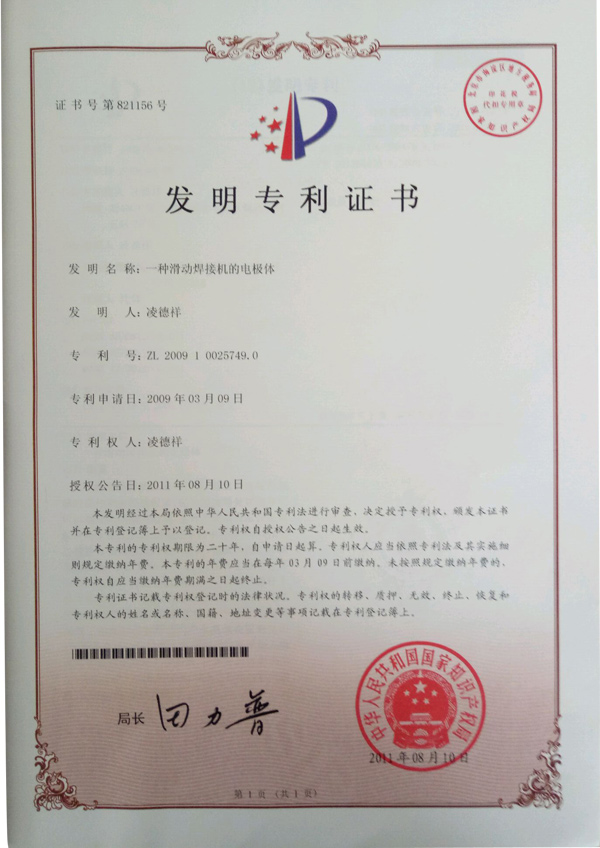 证书号第821156号
印花税
代扣专用章
国家知识产权
发明专利证书
发 明 名 称：一种滑动焊接机的电极体
发 明 人：凌德祥
专 利 号：ZL 2009 1 0025749.0
专利申请日：2009年03月09日
专 利 权 人：凌德祥
授权公告日：2011年08月10日
本发明经过本局依照中华人民共和国专利法进行审查，决定授予专利权，颁发本证书
并在专利登记簿上予以登记。专利权自授权公告之日起生效。
本专利的专利权期限为二十年，自申请日起算。专利权人应当依照专利法及其实施细
则规定缴纳年费。本专利的年费应当在每年03月09日前缴纳。未按照规定缴纳年费的，
专利权自应当缴纳年费期满之日起终止。
专利证书记载专利权登记时的法律状况。专利权的转移、质押、无效、终止、恢复和
专利权人的姓名或名称、国籍、地址变更等事项记载在专利登记簿上。
局长 田力普
中华人民共和国国家知识产权局
2011年08月10日
第1页（共1页）